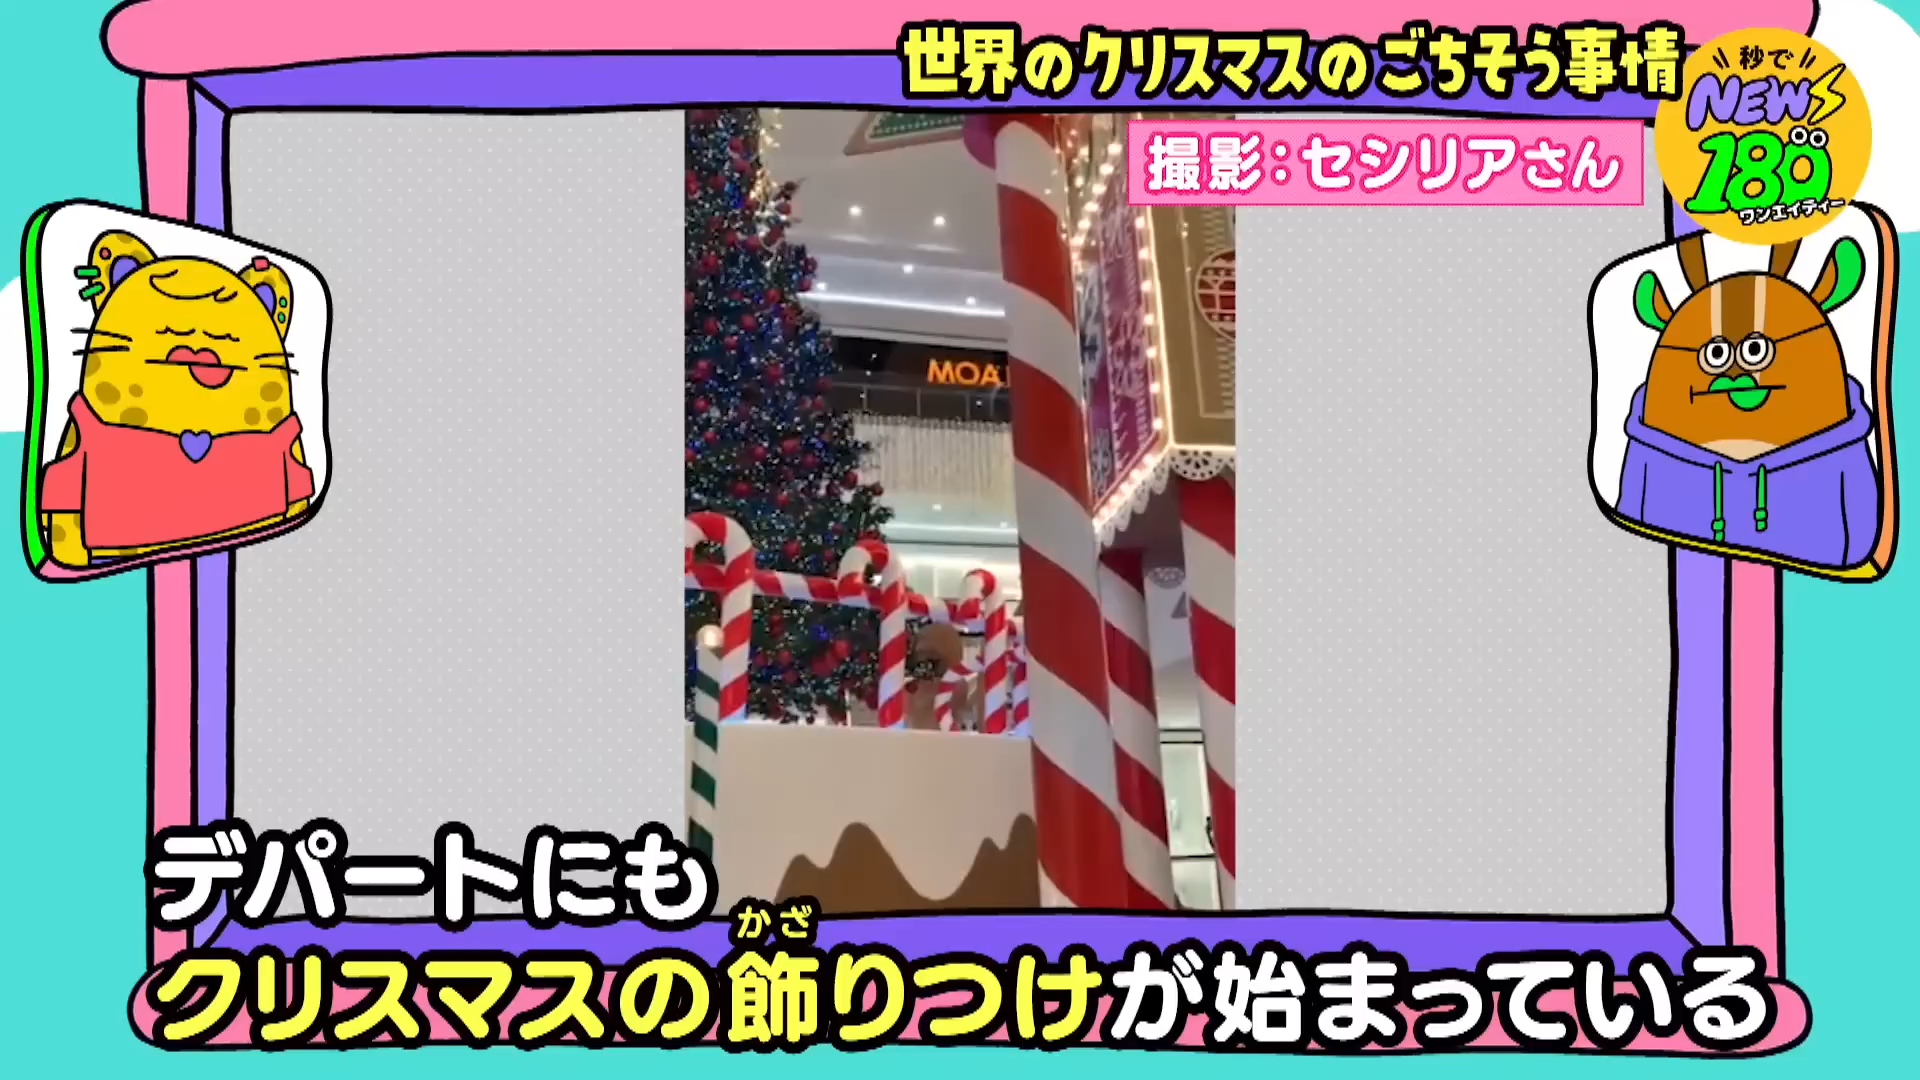 世界のクリスマスのごちそう事情
秒で
NEWS
180
ワンエイティー
撮影：セシリアさん
MOA
デパートにも
かざ
クリスマスの飾りつけが始まっている